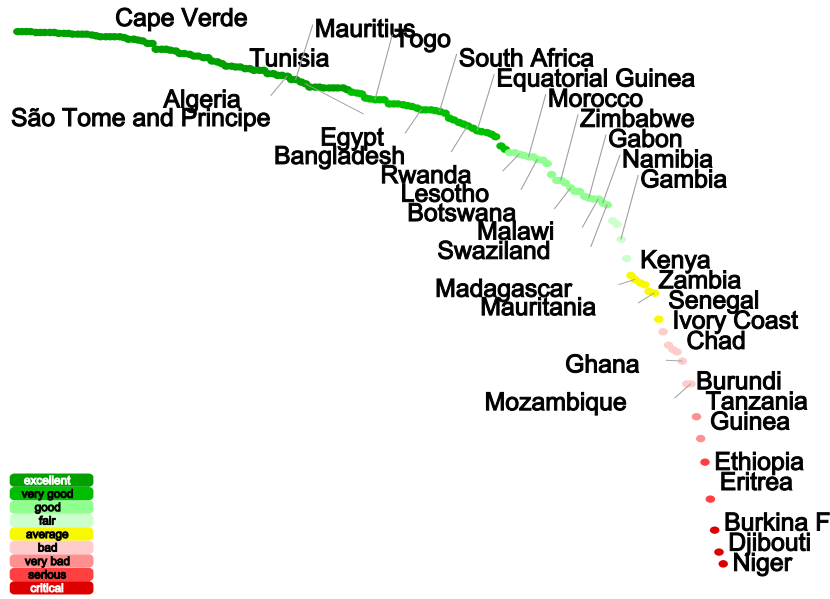 Cape Verde
Mauritius
Togo
Tunisia
South Africa
Equatorial Guinea
Algeria
Morocco
São Tome and Principe
Zimbabwe
Egypt
Gabon
Bangladesh
Namibia
Rwanda
Gambia
Lesotho
Botswana
Malawi
Swaziland
Kenya
Zambia
Madagascar
Senegal
Mauritania
Ivory Coast
Chad
Ghana
Burundi
Mozambique
Tanzania
Guinea
Ethiopia
Eritrea
Burkina F
Djibouti
Niger
excellent
very good
good
fair
average
bad
very bad
serious
critical